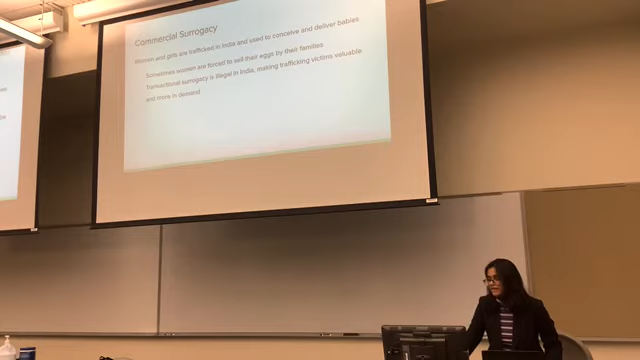 Commercial Surrogacy
Women and girls are trafficked in India and used to conceive and deliver babies
Sometimes women are forced to sell their eggs by their families
Transactional surrogacy is illegal in India, making trafficking victims valuable
and more in demand